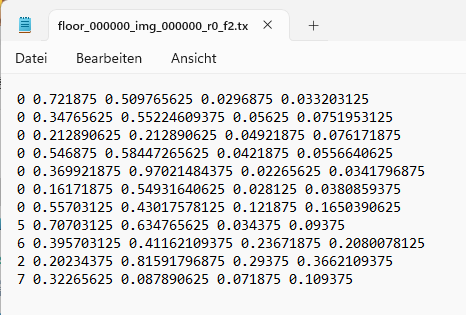 floor_000000_img_000000_r0_f2.tx
Datei Bearbeiten Ansicht
0 0.721875 0.509765625 0.0296875 0.033203125
0 0.34765625 0.55224609375 0.05625 0.0751953125
0 0.212890625 0.212890625 0.04921875 0.076171875
0 0.546875 0.58447265625 0.0421875 0.0556640625
0 0.369921875 0.97021484375 0.02265625 0.0341796875
0 0.16171875 0.54931640625 0.028125 0.0380859375
0 0.55703125 0.43017578125 0.121875 0.1650390625
5 0.70703125 0.634765625 0.034375 0.09375
6 0.395703125 0.41162109375 0.23671875 0.2080078125
2 0.20234375 0.81591796875 0.29375 0.3662109375
7 0.32265625 0.087890625 0.071875 0.109375